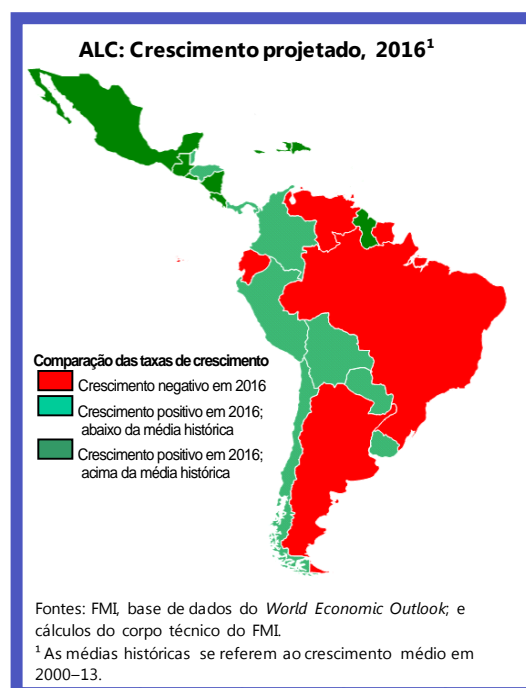 ALC: Crescimento projetado, 2016¹
Comparação das taxas de crescimento
Crescimento negativo em 2016
Crescimento positivo em 2016;
abaixo da média histórica
Crescimento positivo em 2016;
acima da média histórica
Fontes: FMI, base de dados do World Economic Outlook; e
cálculos do corpo técnico do FMI.
¹ As médias históricas se referem ao crescimento médio em
2000–13.